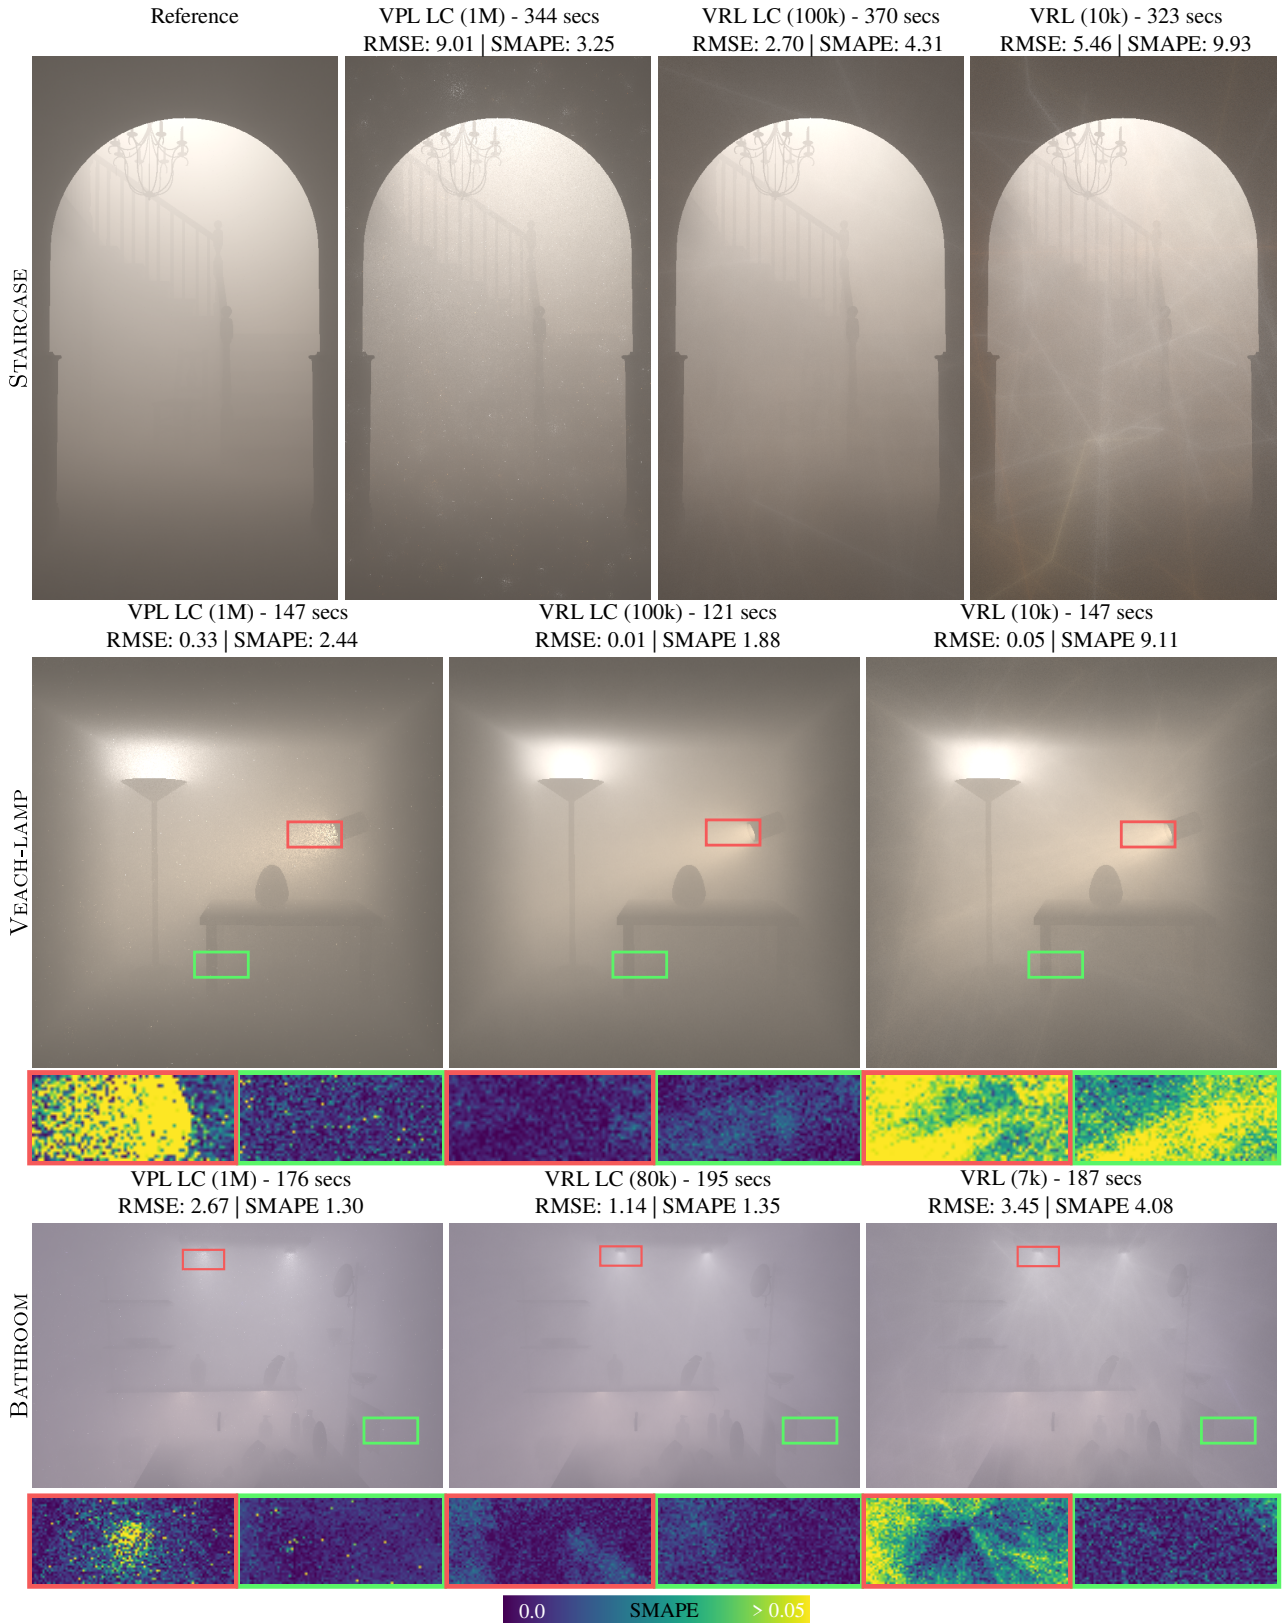 Reference
VPL LC (1M) - 344 secs
RMSE: 9.01 | SMAPE: 3.25
VRL LC (100k) - 370 secs
RMSE: 2.70 | SMAPE: 4.31
VRL (10k) - 323 secs
RMSE: 5.46 | SMAPE: 9.93
STAIRCASE
VPL LC (1M) - 147 secs
RMSE: 0.33 | SMAPE: 2.44
VRL LC (100k) - 121 secs
RMSE: 0.01 | SMAPE 1.88
VRL (10k) - 147 secs
RMSE: 0.05 | SMAPE 9.11
VEACH-LAMP
VPL LC (1M) - 176 secs
RMSE: 2.67 | SMAPE 1.30
VRL LC (80k) - 195 secs
RMSE: 1.14 | SMAPE 1.35
VRL (7k) - 187 secs
RMSE: 3.45 | SMAPE 4.08
BATHROOM
0.0 SMAPE > 0.05